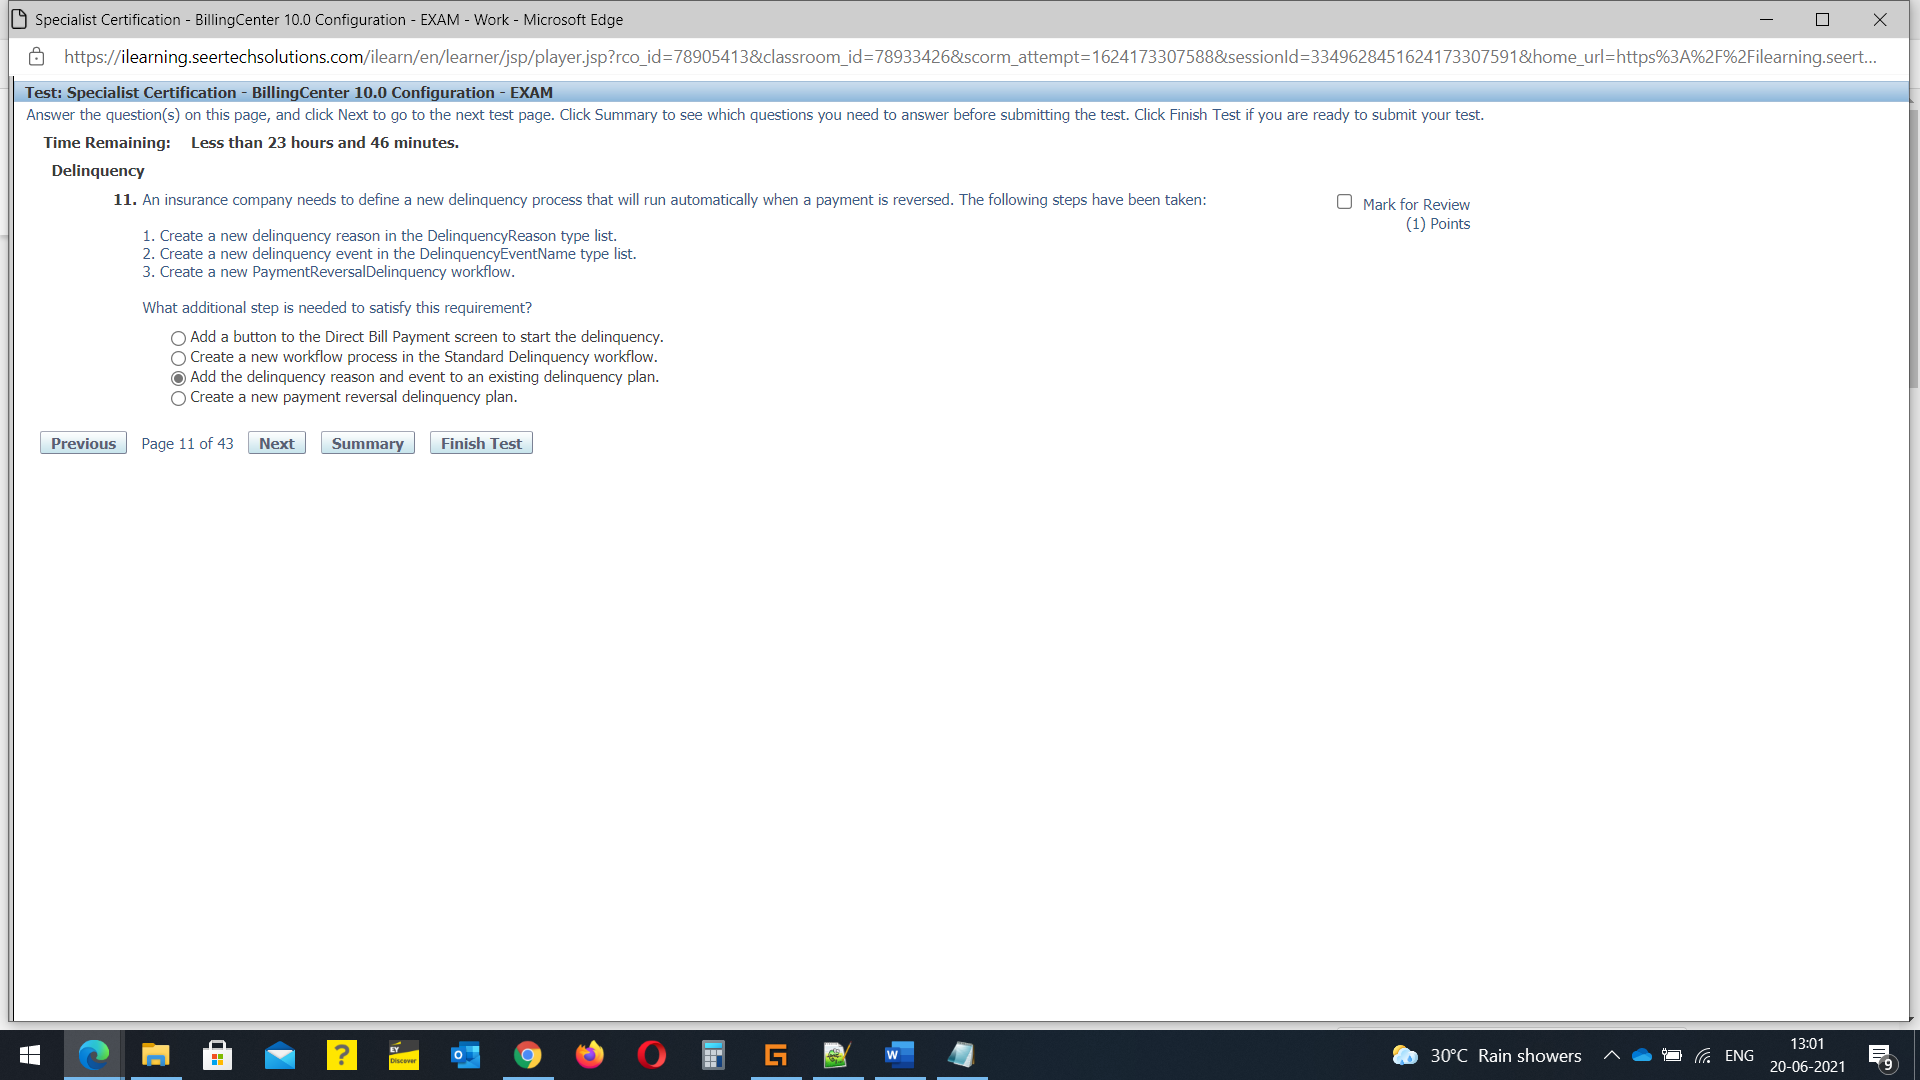 Specialist Certification - BillingCenter 10.0 Configuration - EXAM - Work - Microsoft Edge
https://ilearning.seertechsolutions.com/ilearn/en/learner/jsp/player.jsp?rco_id=78905413&classroom_id=78933426&scorm_attempt=1624173307588&sessionId=3349628451624173307591&home_url=https%3A%2F%2Filearning.seert...
Test: Specialist Certification - BillingCenter 10.0 Configuration - EXAM
Answer the question(s) on this page, and click Next to go to the next test page. Click Summary to see which questions you need to answer before submitting the test. Click Finish Test if you are ready to submit your test.
Time Remaining: Less than 23 hours and 46 minutes.
Delinquency
11. An insurance company needs to define a new delinquency process that will run automatically when a payment is reversed. The following steps have been taken:
Mark for Review
(1) Points
1. Create a new delinquency reason in the DelinquencyReason type list.
2. Create a new delinquency event in the DelinquencyEventName type list.
3. Create a new PaymentReversalDelinquency workflow.
What additional step is needed to satisfy this requirement?
Add a button to the Direct Bill Payment screen to start the delinquency.
Create a new workflow process in the Standard Delinquency workflow.
Add the delinquency reason and event to an existing delinquency plan.
Create a new payment reversal delinquency plan.
Previous Page 11 of 43 Next Summary Finish Test
EY
Discover
30°C Rain showers
ENG
13:01
20-06-2021
9